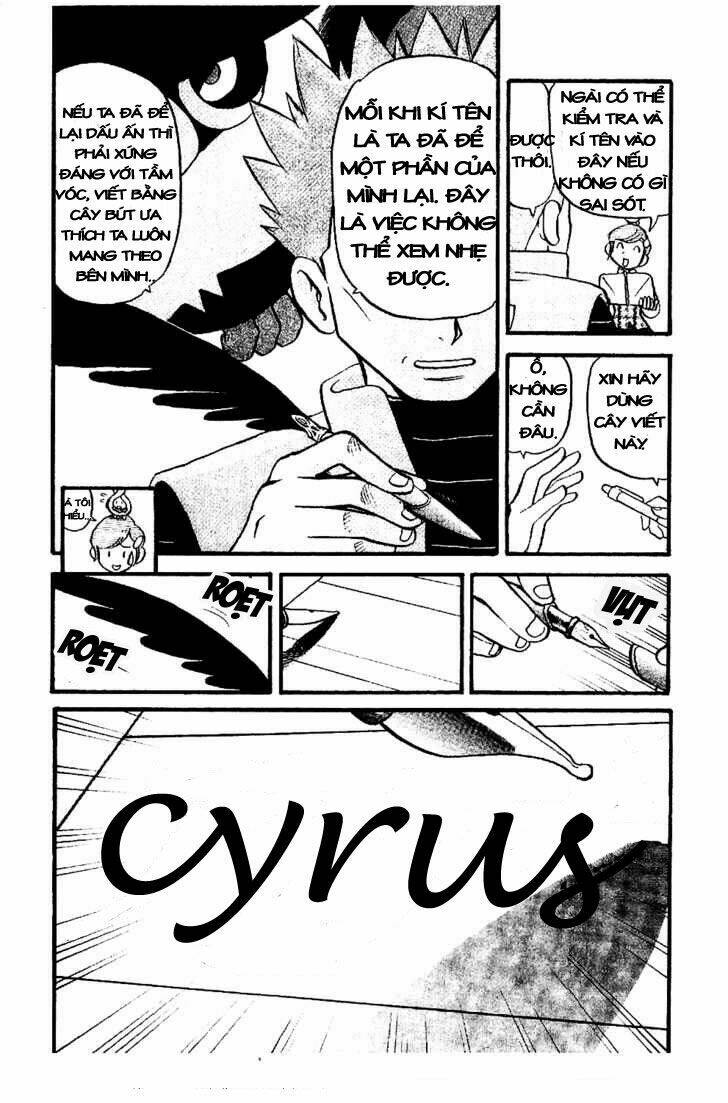 NGÀI CÓ THỂ
KIỂM TRA VÀ
KÍ TÊN VÀO
ĐÂY NẾU
KHÔNG CÓ GÌ
SAI SÓT.
ĐƯỢC
THÔI.
XIN HÃY
DÙNG
CÂY VIẾT
NÀY.
Ồ,
KHÔNG
CẦN
ĐÂU.
MỖI KHI KÍ TÊN
LÀ TA ĐÃ ĐỂ
MỘT PHẦN CỦA
MÌNH LẠI. ĐÂY
LÀ VIỆC KHÔNG
THỂ XEM NHẸ
ĐƯỢC.
NẾU TA ĐÃ ĐỂ
LẠI DẤU ẤN THÌ
PHẢI XỨNG
ĐÁNG VỚI TẦM
VÓC, VIẾT BẰNG
CÂY BÚT ƯA
THÍCH TA LUÔN
MANG THEO
BÊN MÌNH.
Á TÔI
HIỂU...
VỤT
ROẸT
ROẸT
cyrus